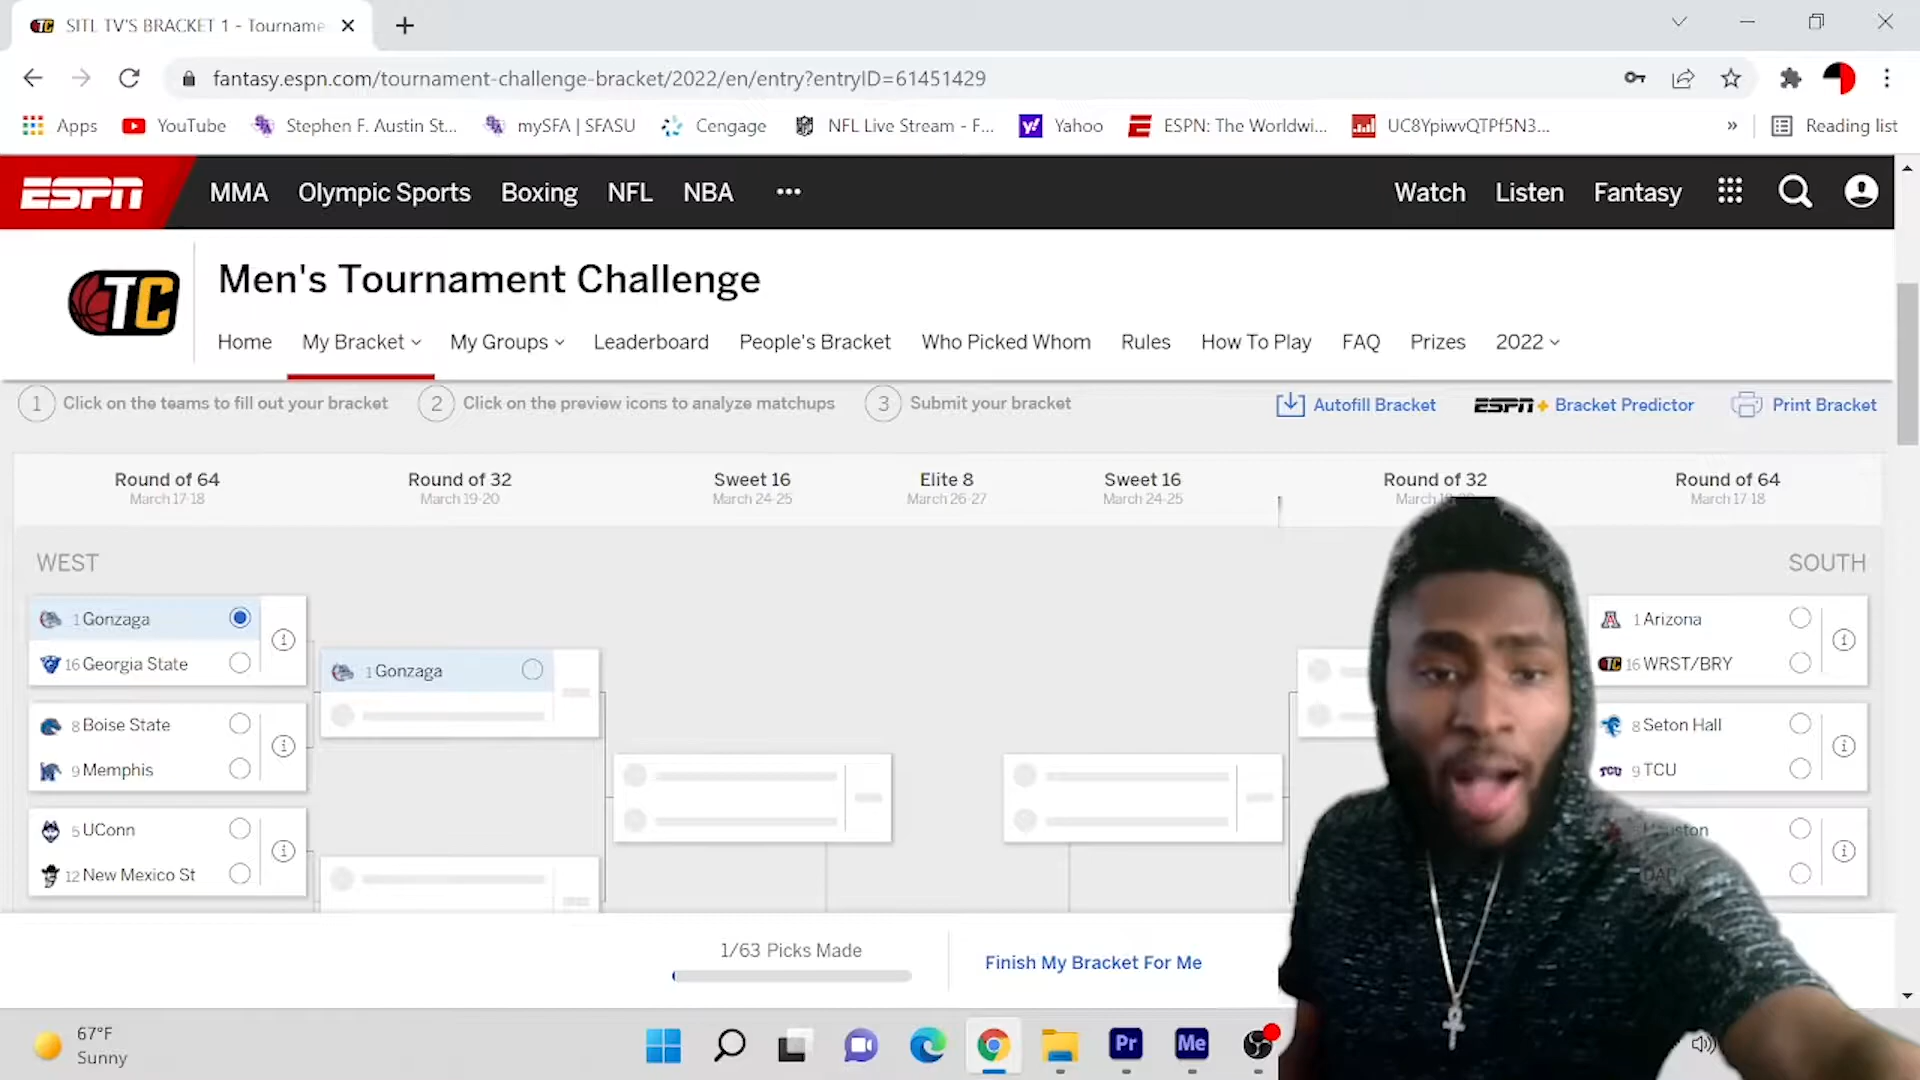 SITL TV'S BRACKET 1 - Tourname
fantasy.espn.com/tournament-challenge-bracket/2022/en/entry?entryID=61451429
Apps YouTube Stephen F. Austin St... mySFA | SFASU Cengage NFL Live Stream - F... Yahoo ESPN: The Worldwi... UC8YpiwvQTPf5N3... » Reading list
ESPN MMA Olympic Sports Boxing NFL NBA ••• Watch Listen Fantasy
TC
Men's Tournament Challenge
Home My Bracket My Groups Leaderboard People's Bracket Who Picked Whom Rules How To Play FAQ Prizes 2022
1 Click on the teams to fill out your bracket 2 Click on the preview icons to analyze matchups 3 Submit your bracket Autofill Bracket ESPN+ Bracket Predictor Print Bracket
Round of 64 Round of 32 Sweet 16 Elite 8 Sweet 16 Round of 32 Round of 64
March 17-18 March 19-20 March 24-25 March 26-27 March 24-25 March March 17-18
WEST SOUTH
1 Gonzaga
16 Georgia State
1 Gonzaga
8 Boise State
9 Memphis
5 UConn
12 New Mexico St
1 Arizona
16 WRST/BRY
8 Seton Hall
TCU 9 TCU
1/63 Picks Made
Finish My Bracket For Me
67°F
Sunny
Pr Me